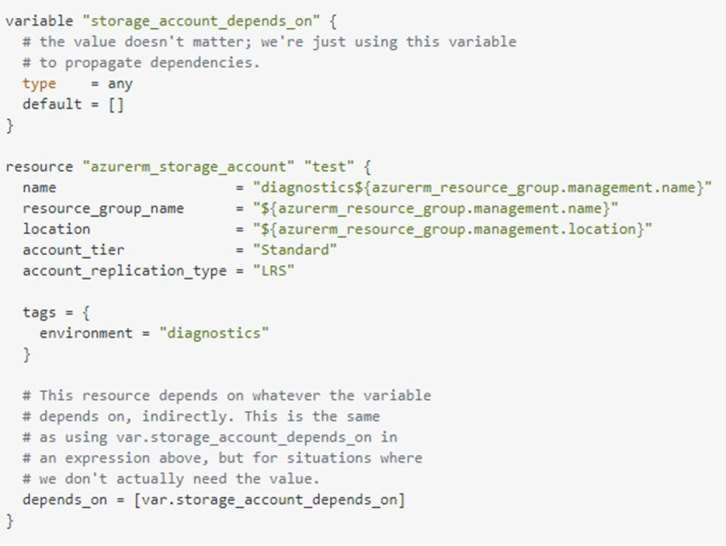 variable "storage_account_depends_on" {
  # the value doesn't matter; we're just using this variable
  # to propagate dependencies.
  type    = any
  default = []
}

resource "azurerm_storage_account" "test" {
  name                     = "diagnostics${azurerm_resource_group.management.name}"
  resource_group_name      = "${azurerm_resource_group.management.name}"
  location                 = "${azurerm_resource_group.management.location}"
  account_tier             = "Standard"
  account_replication_type = "LRS"

  tags = {
    environment = "diagnostics"
  }

  # This resource depends on whatever the variable
  # depends on, indirectly. This is the same
  # as using var.storage_account_depends_on in
  # an expression above, but for situations where
  # we don't actually need the value.
  depends_on = [var.storage_account_depends_on]
}